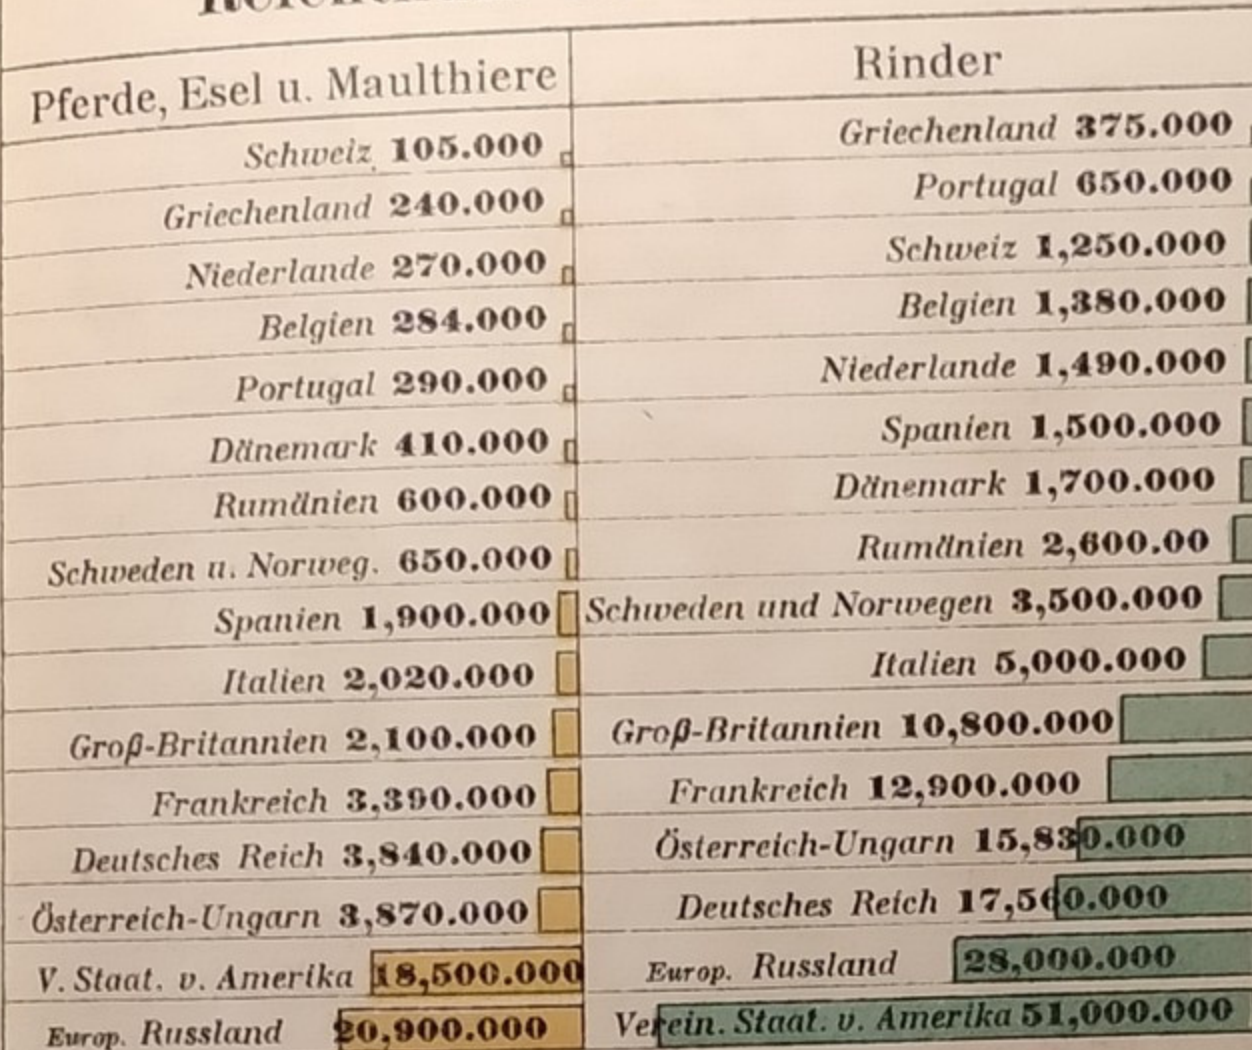 Pferde, Esel u. Maulthiere
Schweiz 105.000
Griechenland 240.000
Niederlande 270.000
Belgien 284.000
Portugal 290.000
Dänemark 410.000
Rumänien 600.000
Schweden u. Norweg. 650.000
Spanien 1,900.000
Italien 2,020.000
Groß-Britannien 2,100.000
Frankreich 3,390.000
Deutsches Reich 3,840.000
Österreich-Ungarn 3,870.000
V. Staat. v. Amerika 18,500.000
Europ. Russland 20,900.000
Rinder
Griechenland 375.000
Portugal 650.000
Schweiz 1,250.000
Belgien 1,380.000
Niederlande 1,490.000
Spanien 1,500.000
Dänemark 1,700.000
Rumänien 2,600.00
Schweden und Norwegen 3,500.000
Italien 5,000.000
Groß-Britannien 10,800.000
Frankreich 12,900.000
Österreich-Ungarn 15,830.000
Deutsches Reich 17,560.000
Europ. Russland 28,000.000
Verein. Staat. v. Amerika 51,000.000